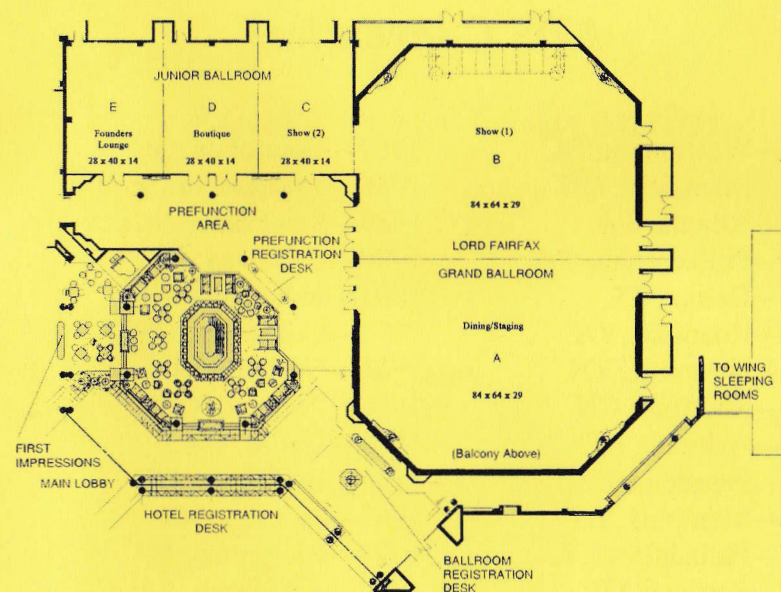 JUNIOR BALLROOM
E
D
C
Founders
Lounge
Boutique
Show (2)
28 x 40 x 14
28 x 40 x 14
28 x 40 x 14
Show (1)
B
84 x 64 x 29
PREFUNCTION
AREA
PREFUNCTION
REGISTRATION
DESK
LORD FAIRFAX
GRAND BALLROOM
Dining/Staging
A
84 x 64 x 29
(Balcony Above)
TO WING
SLEEPING
ROOMS
FIRST
IMPRESSIONS
MAIN LOBBY
HOTEL REGISTRATION
DESK
BALLROOM
REGISTRATION
DESK